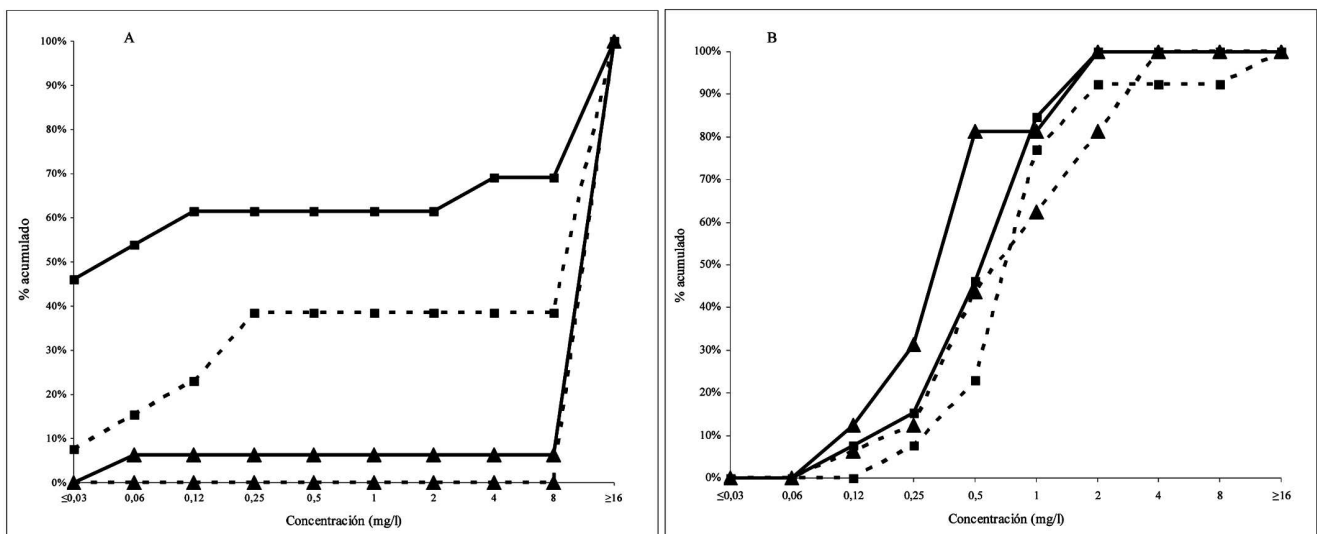 A
100%
90%
80%
70%
60%
50%
40%
30%
20%
10%
0%
% acumulado
≤0,03 0,06 0,12 0,25 0,5 1 2 4 8 ≥16
Concentración (mg/l)
B
100%
90%
80%
70%
60%
50%
40%
30%
20%
10%
0%
% acumulado
≤0,03 0,06 0,12 0,25 0,5 1 2 4 8 ≥16
Concentración (mg/l)